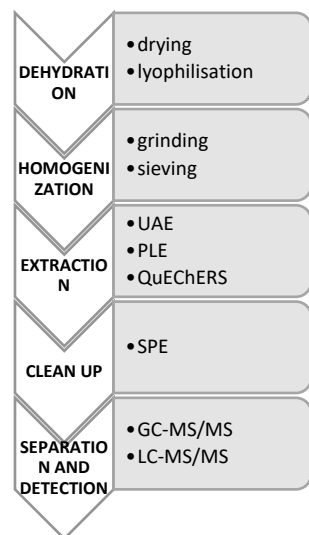 DEHYDRATI
ON
• drying
• lyophilisation
HOMOGENI
ZATION
• grinding
• sieving
EXTRACTIO
N
• UAE
• PLE
• QuEChERS
CLEAN UP
• SPE
SEPARATIO
N AND
DETECTION
• GC-MS/MS
• LC-MS/MS